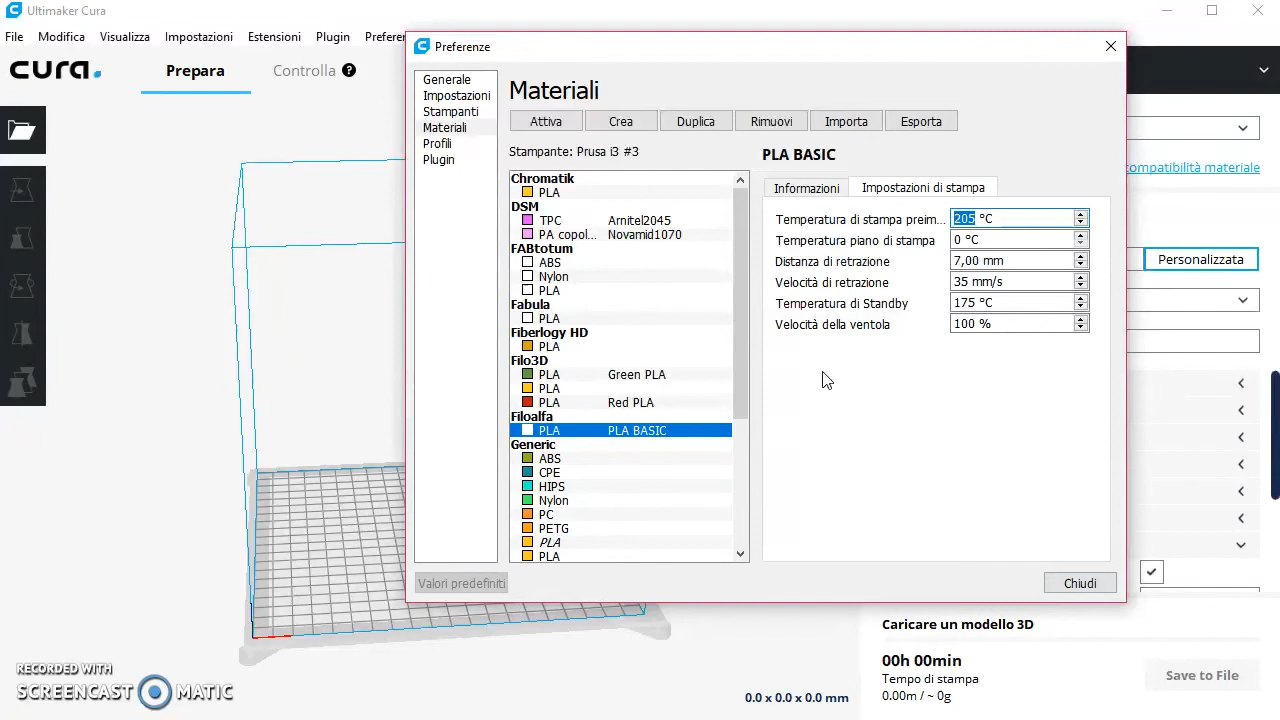 Ultimaker Cura
File Modifica Visualizza Impostazioni Estensioni Plugin Preferen
cura.
Prepara
Controlla ?
Preferenze
Generale
Impostazioni
Stampanti
Materiali
Profili
Plugin
Materiali
Attiva Crea Duplica Rimuovi Importa Esporta
Stampante: Prusa i3 #3
Chromatik
PLA
DSM
TPC Arnitel2045
PA copol... Novamid1070
FABtotum
ABS
Nylon
PLA
Fabula
PLA
Fiberlogy HD
PLA
Filo3D
PLA Green PLA
PLA
PLA Red PLA
Filoalfa
PLA PLA BASIC
Generic
ABS
CPE
HIPS
Nylon
PC
PETG
PLA
PLA
PLA BASIC
Informazioni Impostazioni di stampa
Temperatura di stampa preim... 205 °C
Temperatura piano di stampa 0 °C
Distanza di retrazione 7,00 mm
Velocità di retrazione 35 mm/s
Temperatura di Standby 175 °C
Velocità della ventola 100 %
Valori predefiniti
Chiudi
compatibilità materiale
Personalizzata
Caricare un modello 3D
00h 00min
Tempo di stampa
0.00m / ~ 0g
Save to File
0.0 x 0.0 x 0.0 mm
RECORDED WITH
SCREENCAST MATIC